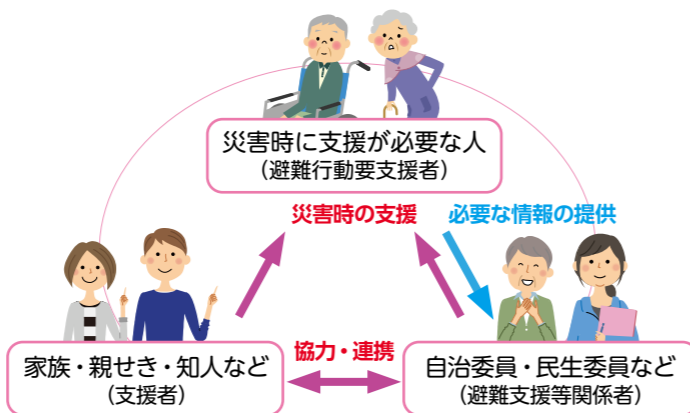 災害時に支援が必要な人
（避難行動要支援者）
災害時の支援
必要な情報の提供
家族・親せき・知人など
（支援者）
協力・連携
自治委員・民生委員など
（避難支援等関係者）